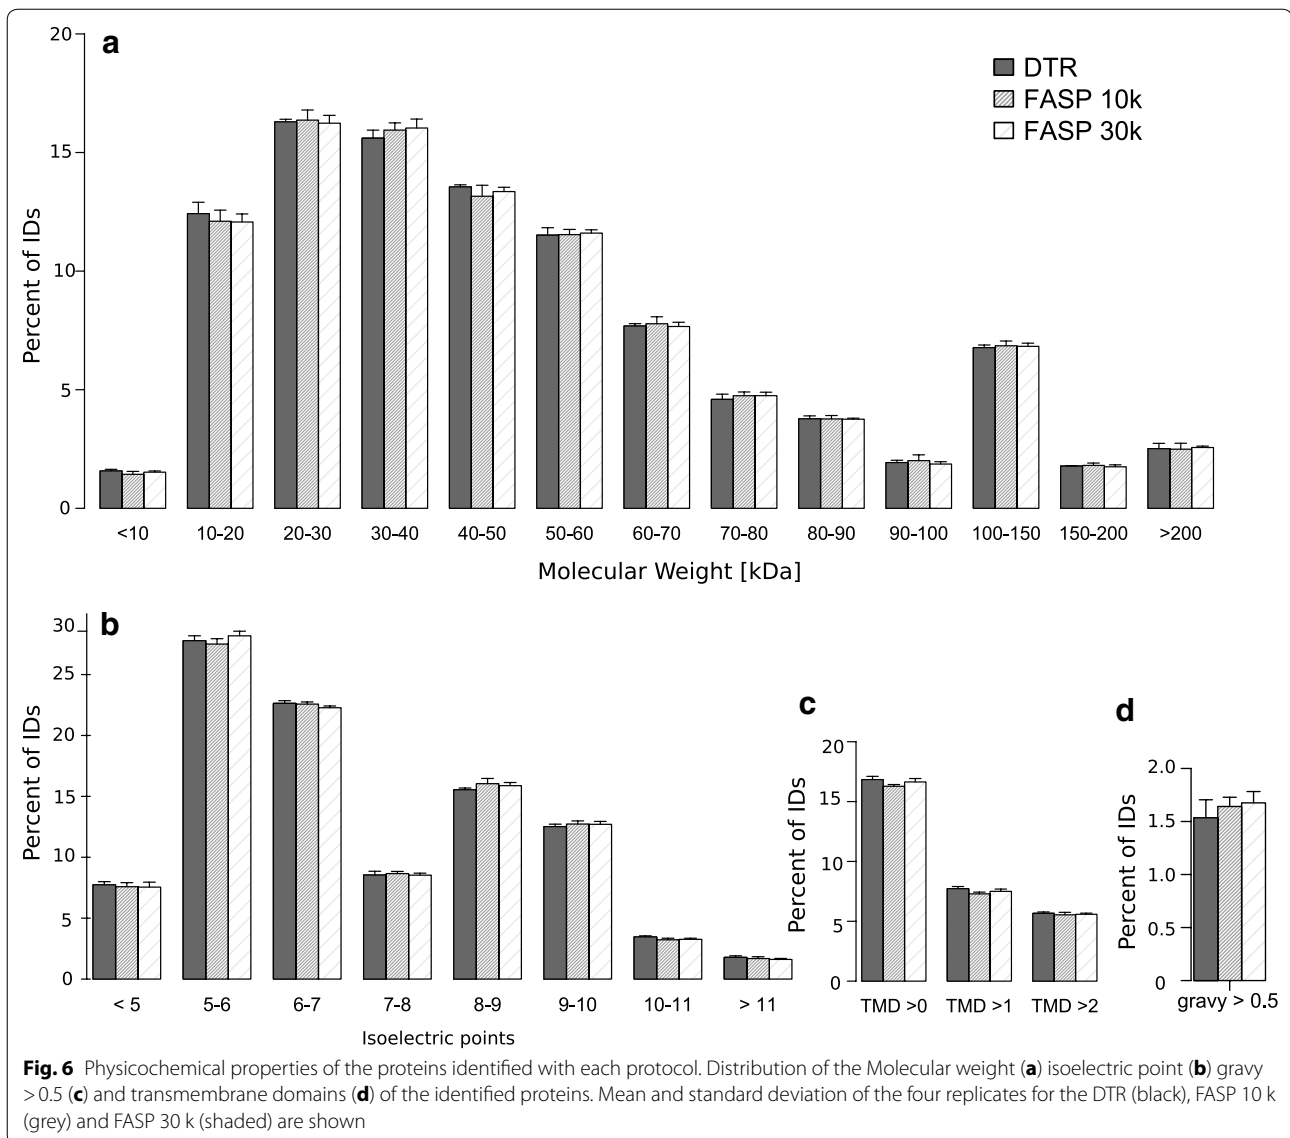 a
20
15
10
5
0
Percent of IDs
DTR
FASP 10k
FASP 30k
<10 10-20 20-30 30-40 40-50 50-60 60-70 70-80 80-90 90-100 100-150 150-200 >200
Molecular Weight [kDa]
b
30
25
20
15
10
5
0
Percent of IDs
< 5 5-6 6-7 7-8 8-9 9-10 10-11 > 11
Isoelectric points
c
20
15
10
5
0
Percent of IDs
TMD >0 TMD >1 TMD >2
d
2.0
1.5
1.0
0.5
0
Percent of IDs
gravy > 0.5
Fig. 6 Physicochemical properties of the proteins identified with each protocol. Distribution of the Molecular weight (a) isoelectric point (b) gravy
> 0.5 (c) and transmembrane domains (d) of the identified proteins. Mean and standard deviation of the four replicates for the DTR (black), FASP 10 k
(grey) and FASP 30 k (shaded) are shown